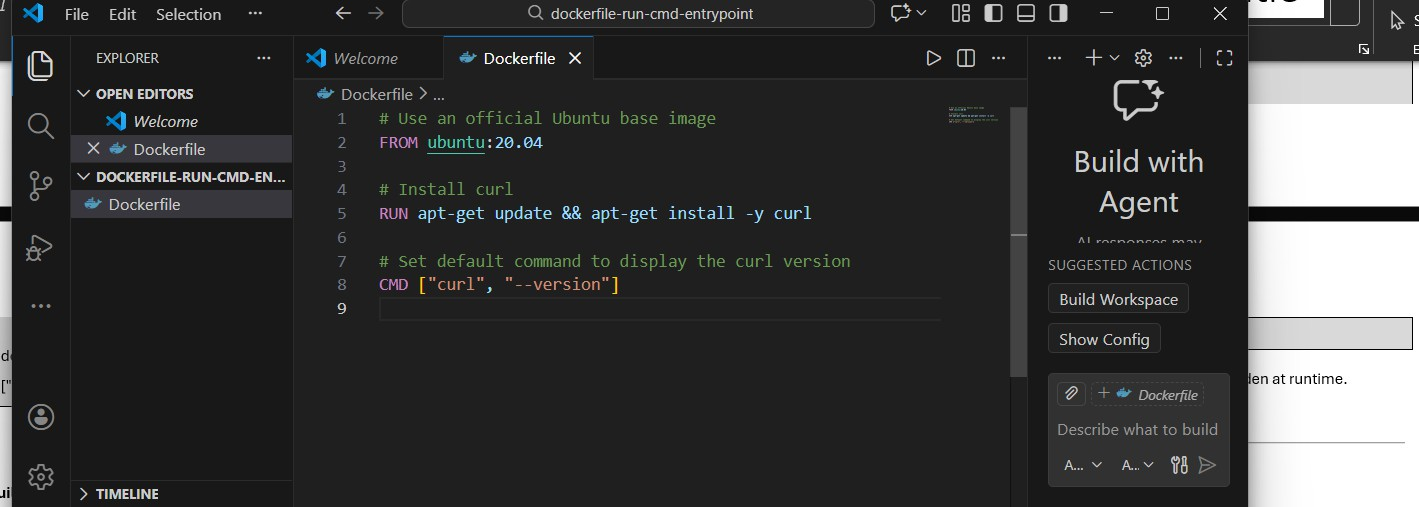 File Edit Selection ...
dockerfile-run-cmd-entrypoint
EXPLORER
OPEN EDITORS
Welcome
Dockerfile
DOCKERFILE-RUN-CMD-EN...
Dockerfile
TIMELINE
Welcome
Dockerfile
Dockerfile > ...
1 # Use an official Ubuntu base image
2 FROM ubuntu:20.04
3
4 # Install curl
5 RUN apt-get update && apt-get install -y curl
6
7 # Set default command to display the curl version
8 CMD ["curl", "--version"]
9
Build with
Agent
AI responses may
SUGGESTED ACTIONS
Build Workspace
Show Config
Dockerfile
Describe what to build
A... A...
en at runtime.